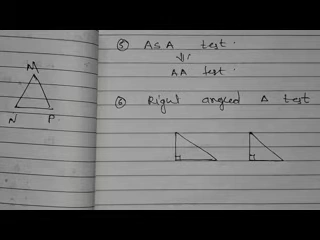 ⑤ ASA test.
⇓
AA test.
M
N P
⑥ Right angled Δ test